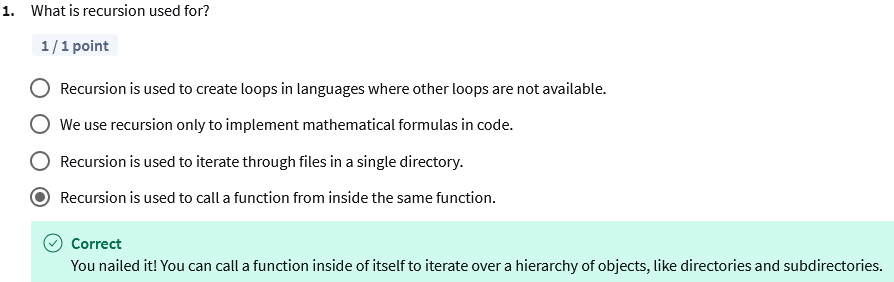 1. What is recursion used for?
1 / 1 point
Recursion is used to create loops in languages where other loops are not available.
We use recursion only to implement mathematical formulas in code.
Recursion is used to iterate through files in a single directory.
Recursion is used to call a function from inside the same function.
Correct
You nailed it! You can call a function inside of itself to iterate over a hierarchy of objects, like directories and subdirectories.